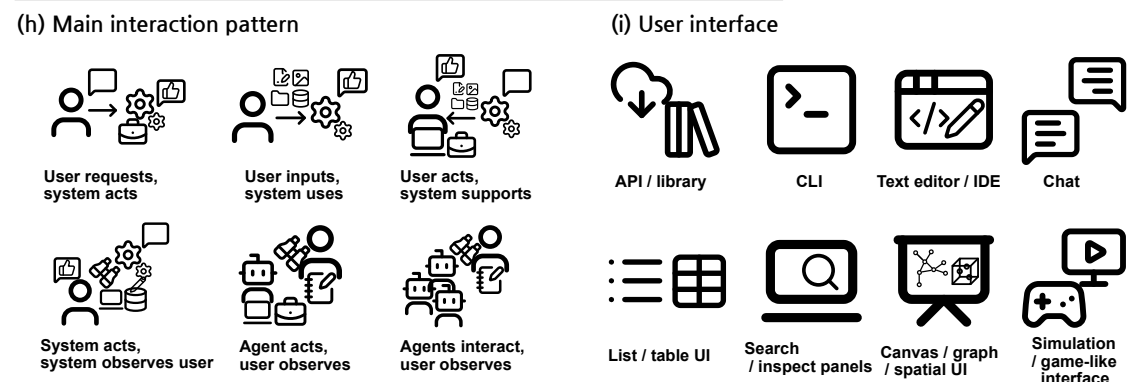 (h) Main interaction pattern
User requests,
system acts
User inputs,
system uses
User acts,
system supports
System acts,
system observes user
Agent acts,
user observes
Agents interact,
user observes
(i) User interface
API / library
CLI
Text editor / IDE
Chat
List / table UI
Search
/ inspect panels
Canvas / graph
/ spatial UI
Simulation
/ game-like
interface